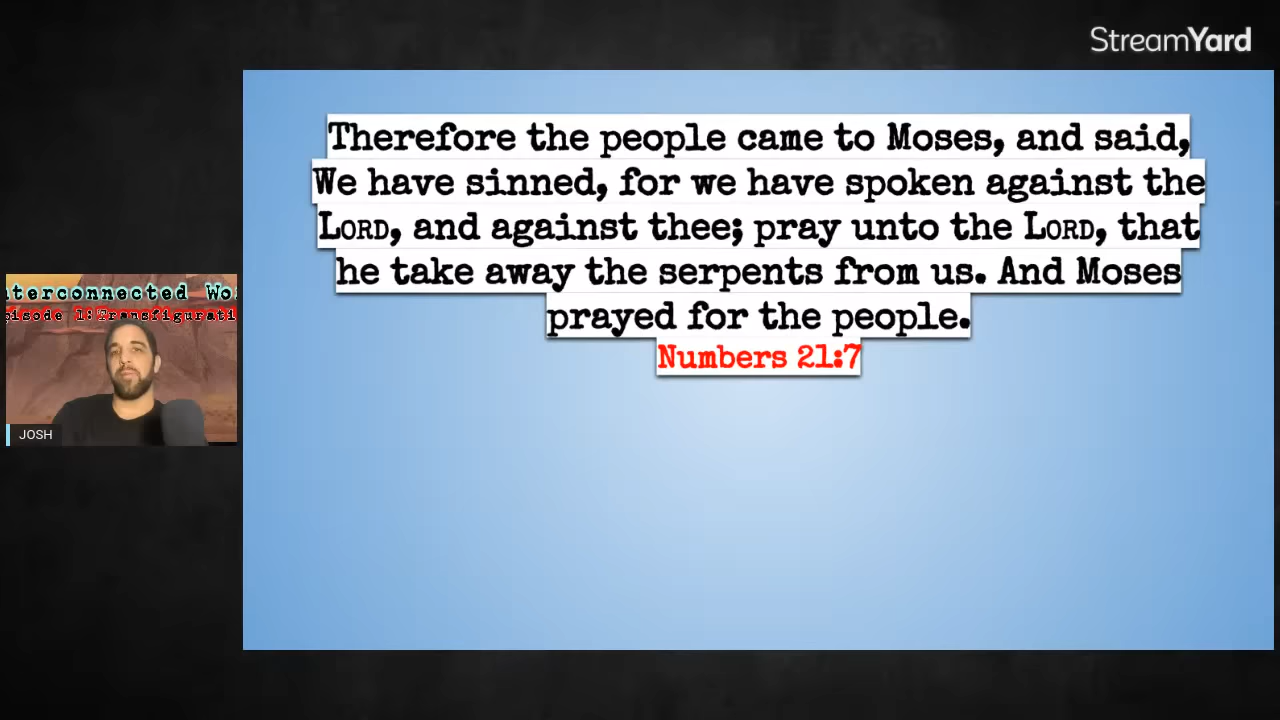 StreamYard
Therefore the people came to Moses, and said,
We have sinned, for we have spoken against the
LORD, and against thee; pray unto the LORD, that
he take away the serpents from us. And Moses
prayed for the people.
Numbers 21:7
JOSH